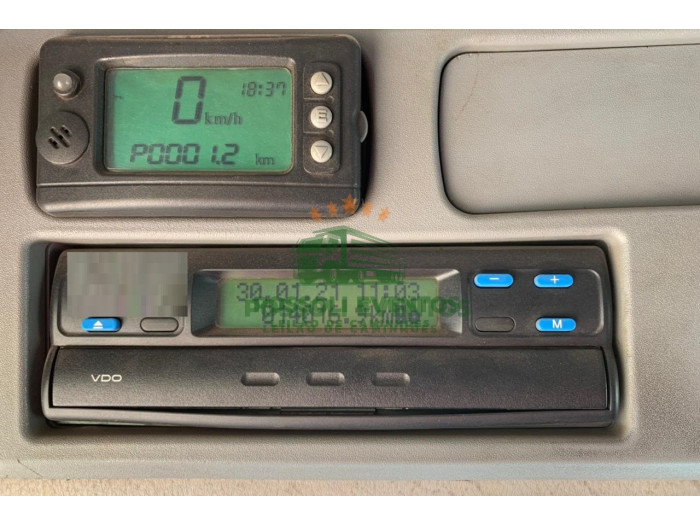 18:37
0 km/h
P0001.2 km
30.01.21 11:03
PASSOLI EVENTOS
VDO
M